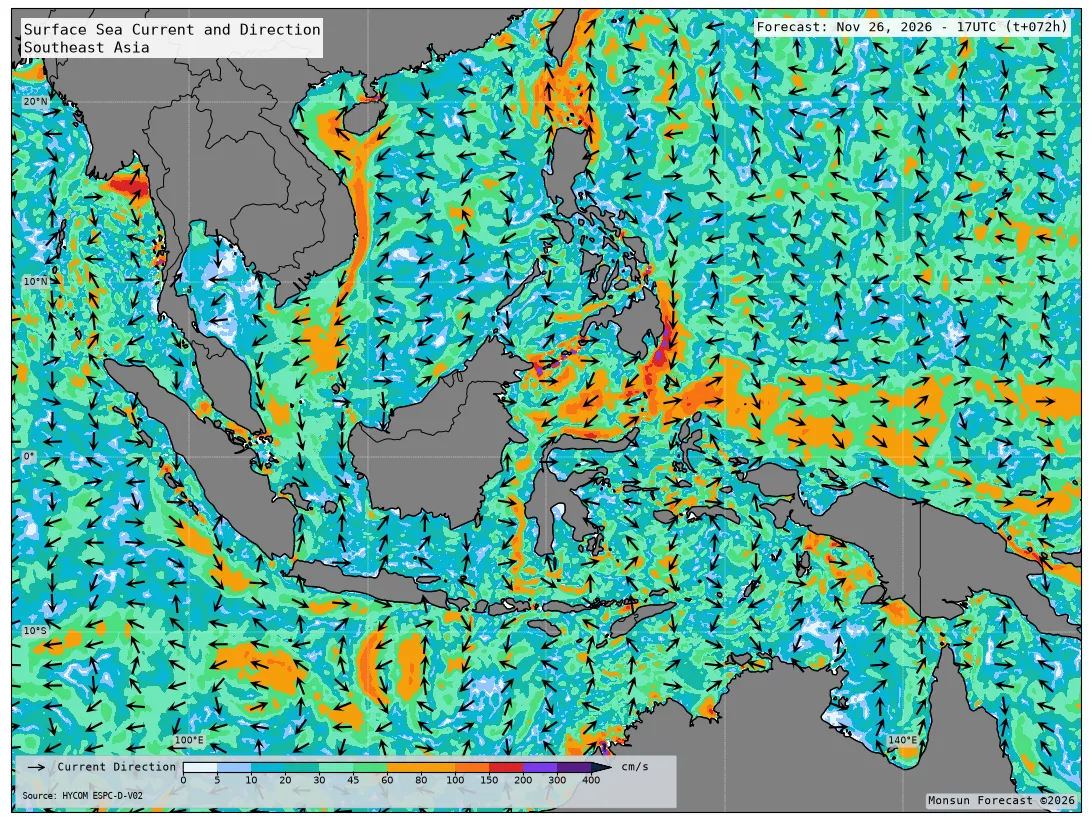 Surface Sea Current and Direction
Southeast Asia
Forecast: Nov 26, 2026 - 17UTC (t+072h)
20°N
10°N
0°
10°S
100°E
140°E
Current Direction
cm/s
0 5 10 20 30 45 60 80 100 150 200 300 400
Source: HYCOM ESPC-D-V02
Monsun Forecast ©2026